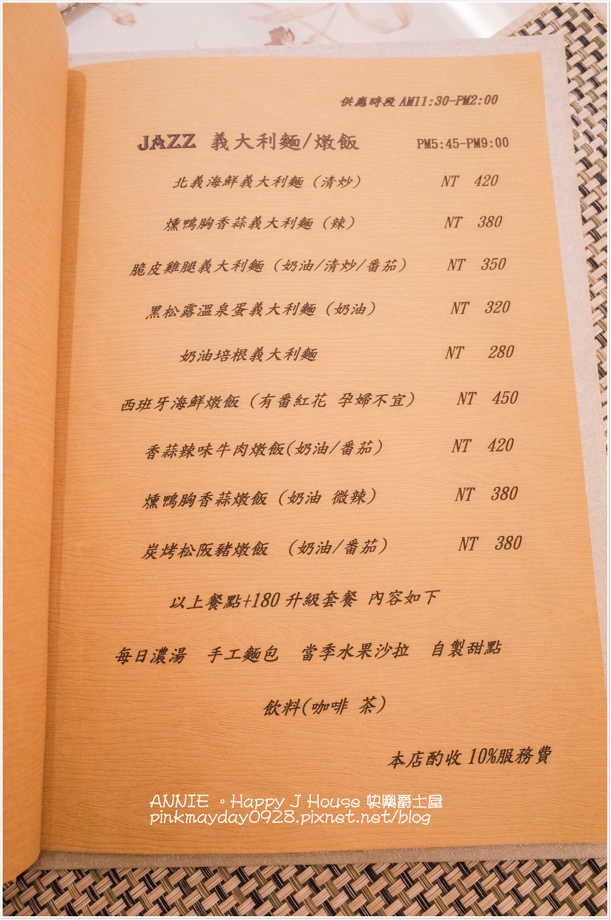 供應時段 AM11:30-PM2:00
JAZZ 義大利麵/燉飯 PM5:45-PM9:00
北義海鮮義大利麵 (清炒) NT 420
燻鴨胸香蒜義大利麵 (辣) NT 380
脆皮雞腿義大利麵 (奶油/清炒/番茄) NT 350
黑松露溫泉蛋義大利麵 (奶油) NT 320
奶油培根義大利麵 NT 280
西班牙海鮮燉飯 (有番紅花 孕婦不宜) NT 450
香蒜辣味牛肉燉飯(奶油/番茄) NT 420
燻鴨胸香蒜燉飯 (奶油 微辣) NT 380
炭烤松阪豬燉飯 (奶油/番茄) NT 380
以上餐點+180 升級套餐 內容如下
每日濃湯 手工麵包 當季水果沙拉 自製甜點
飲料(咖啡 茶)
本店酌收 10%服務費
ANNIE 。Happy J House 快樂爵士屋
pinkmayday0928.pixnet.net/blog